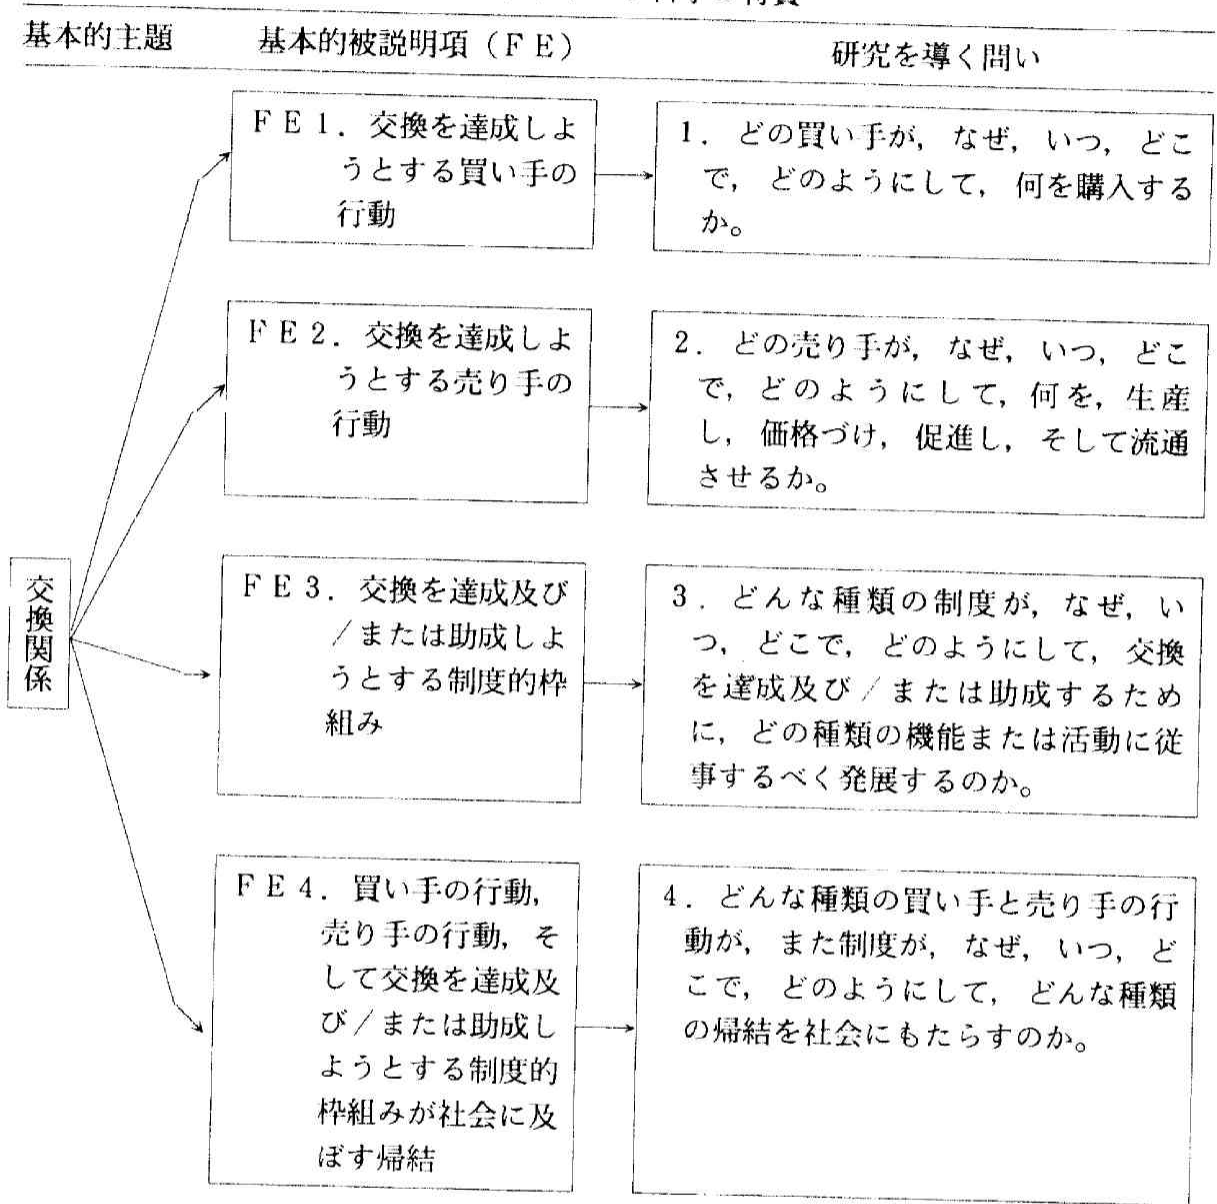 基本的主題 基本的被説明項（ＦＥ） 研究を導く問い
ＦＥ１．交換を達成しよ
うとする買い手の
行動
１．どの買い手が，なぜ，いつ，どこ
で，どのようにして，何を購入する
か。
ＦＥ２．交換を達成しよ
うとする売り手の
行動
２．どの売り手が，なぜ，いつ，どこ
で，どのようにして，何を，生産
し，価格づけ，促進し，そして流通
させるか。
交換関係
ＦＥ３．交換を達成及び
／または助成しよ
うとする制度的枠
組み
３．どんな種類の制度が，なぜ，い
つ，どこで，どのようにして，交換
を達成及び／または助成するため
に，どの種類の機能または活動に従
事するべく発展するのか。
ＦＥ４．買い手の行動，
売り手の行動，そ
して交換を達成及
び／または助成し
ようとする制度的
枠組みが社会に及
ぼす帰結
４．どんな種類の買い手と売り手の行
動が，また制度が，なぜ，いつ，ど
こで，どのようにして，どんな種類
の帰結を社会にもたらすのか。